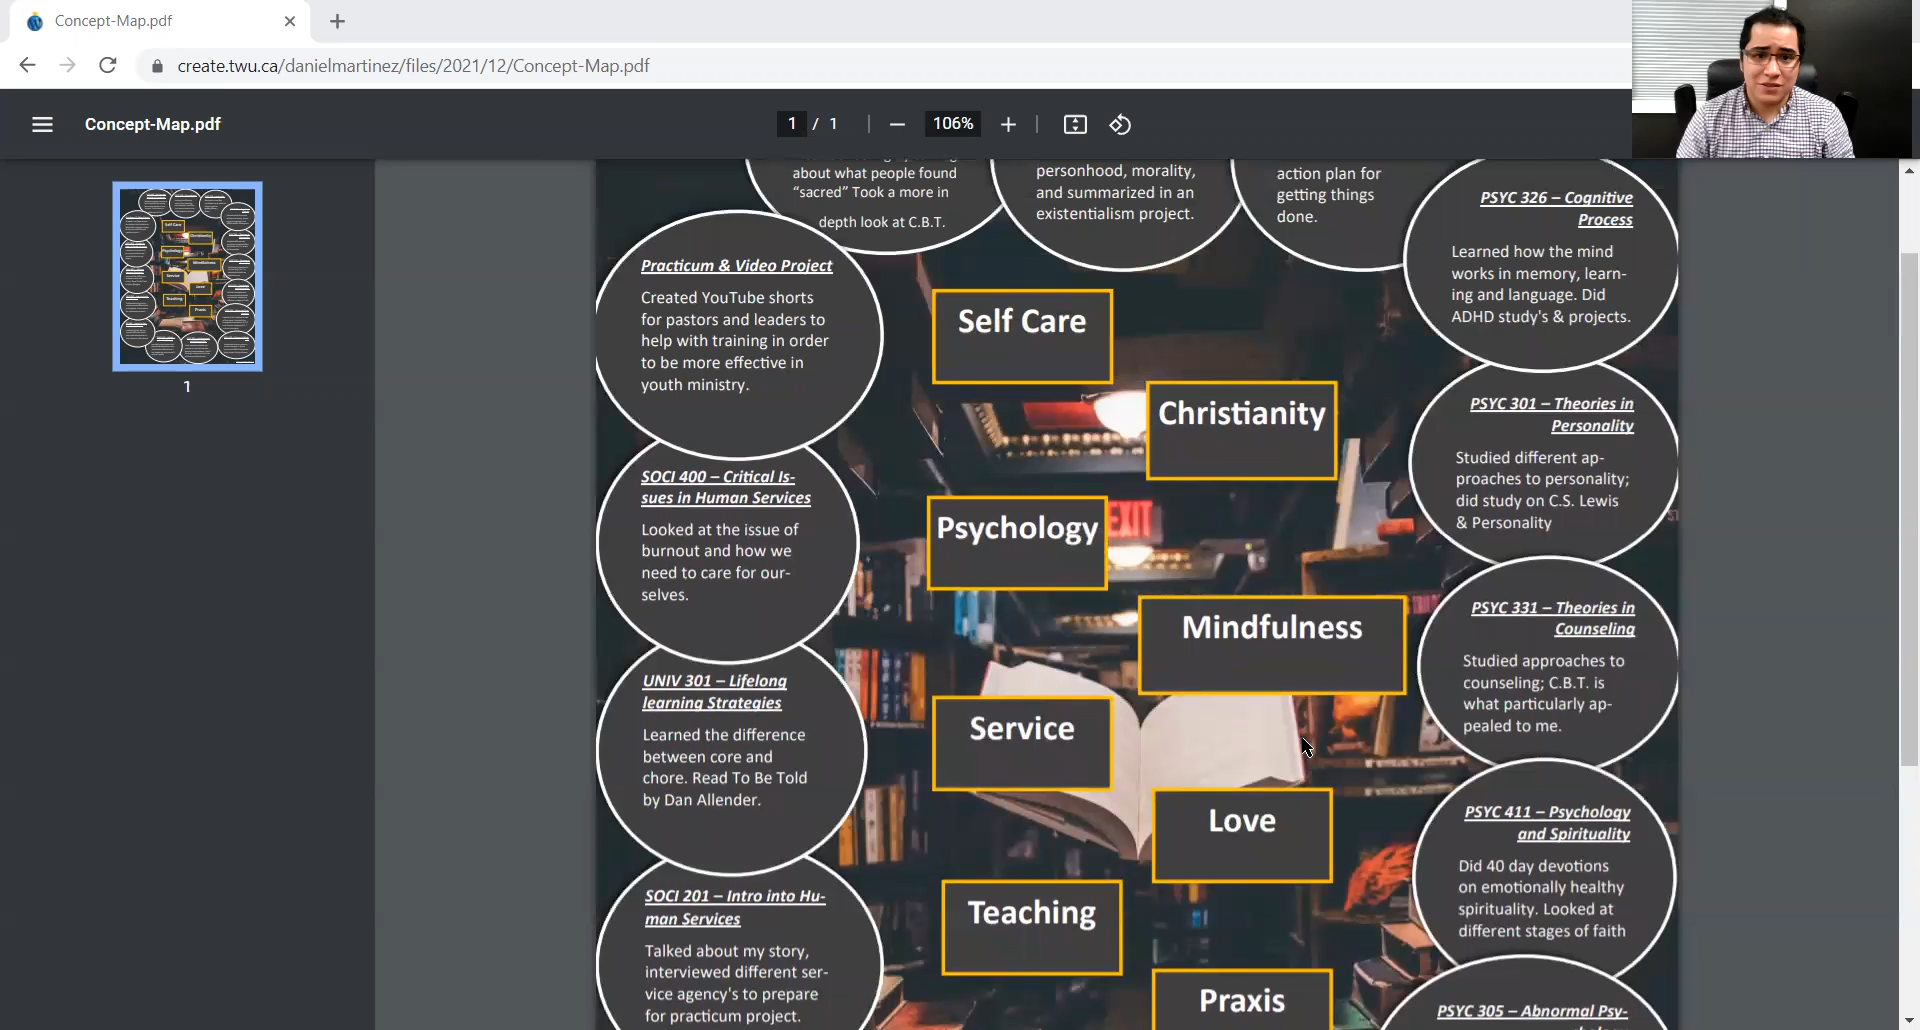 Concept-Map.pdf
create.twu.ca/danielmartinez/files/2021/12/Concept-Map.pdf
Concept-Map.pdf
1 / 1
106%
1
about what people found
“sacred” Took a more in
depth look at C.B.T.
personhood, morality,
and summarized in an
existentialism project.
action plan for
getting things
done.
PSYC 326 – Cognitive
Process
Learned how the mind
works in memory, learn-
ing and language. Did
ADHD study's & projects.
Practicum & Video Project
Created YouTube shorts
for pastors and leaders to
help with training in order
to be more effective in
youth ministry.
Self Care
Christianity
PSYC 301 – Theories in
Personality
Studied different ap-
proaches to personality;
did study on C.S. Lewis
& Personality
SOCI 400 – Critical Is-
sues in Human Services
Looked at the issue of
burnout and how we
need to care for our-
selves.
Psychology
EXIT
Mindfulness
PSYC 331 – Theories in
Counseling
Studied approaches to
counseling; C.B.T. is
what particularly ap-
pealed to me.
UNIV 301 – Lifelong
learning Strategies
Learned the difference
between core and
chore. Read To Be Told
by Dan Allender.
Service
Love
PSYC 411 – Psychology
and Spirituality
Did 40 day devotions
on emotionally healthy
spirituality. Looked at
different stages of faith
SOCI 201 – Intro into Hu-
man Services
Talked about my story,
interviewed different ser-
vice agency's to prepare
for practicum project.
Teaching
Praxis
PSYC 305 – Abnormal Psy-